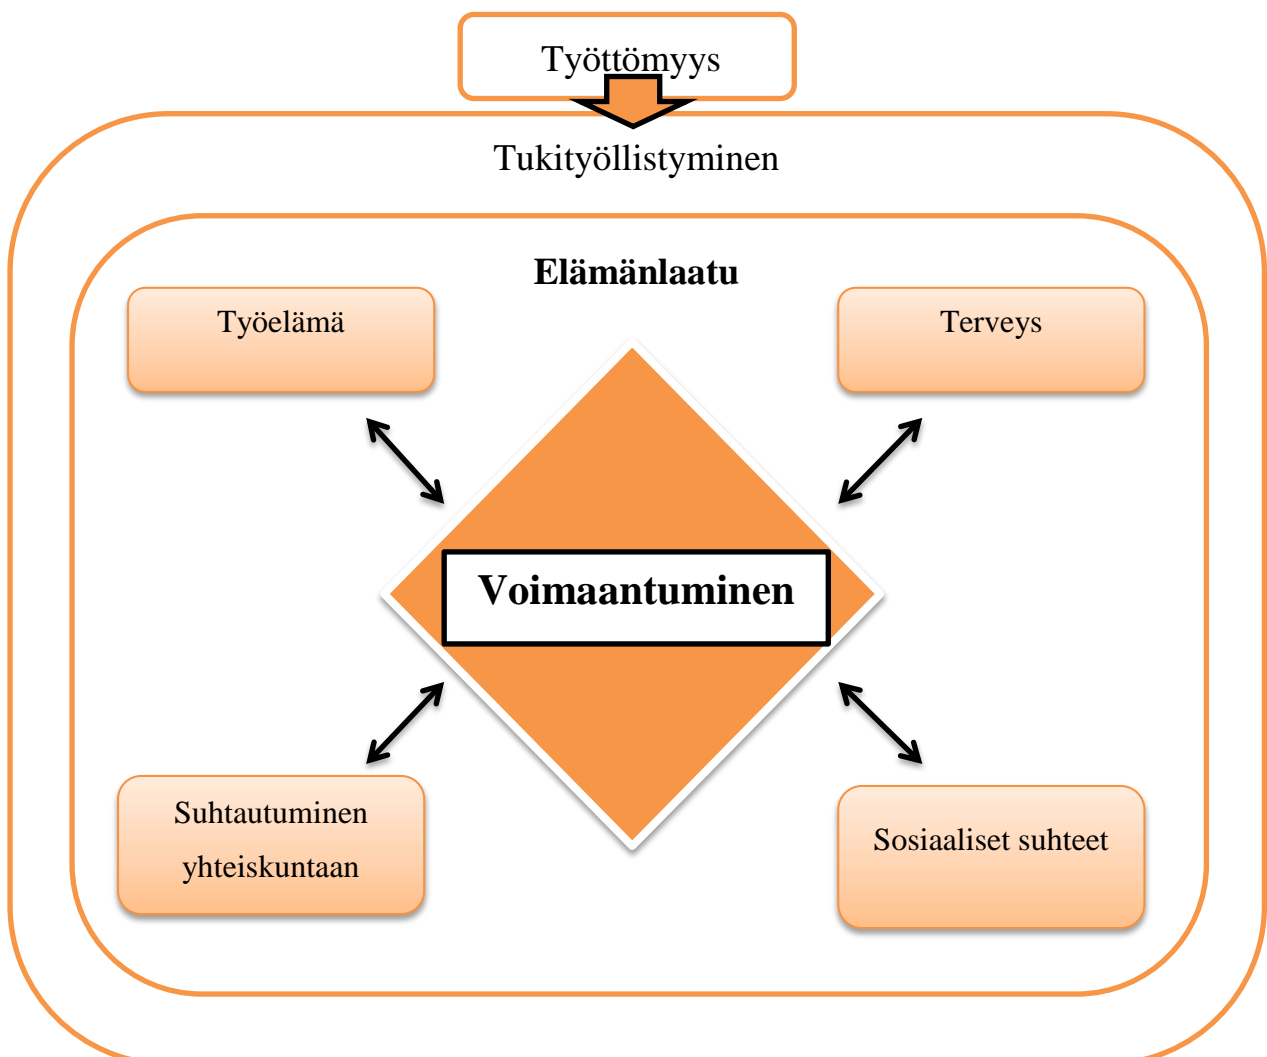 Työttömyys
Tukityöllistyminen
Elämänlaatu
Työelämä
Terveys
Voimaantuminen
Suhtautuminen
yhteiskuntaan
Sosiaaliset suhteet